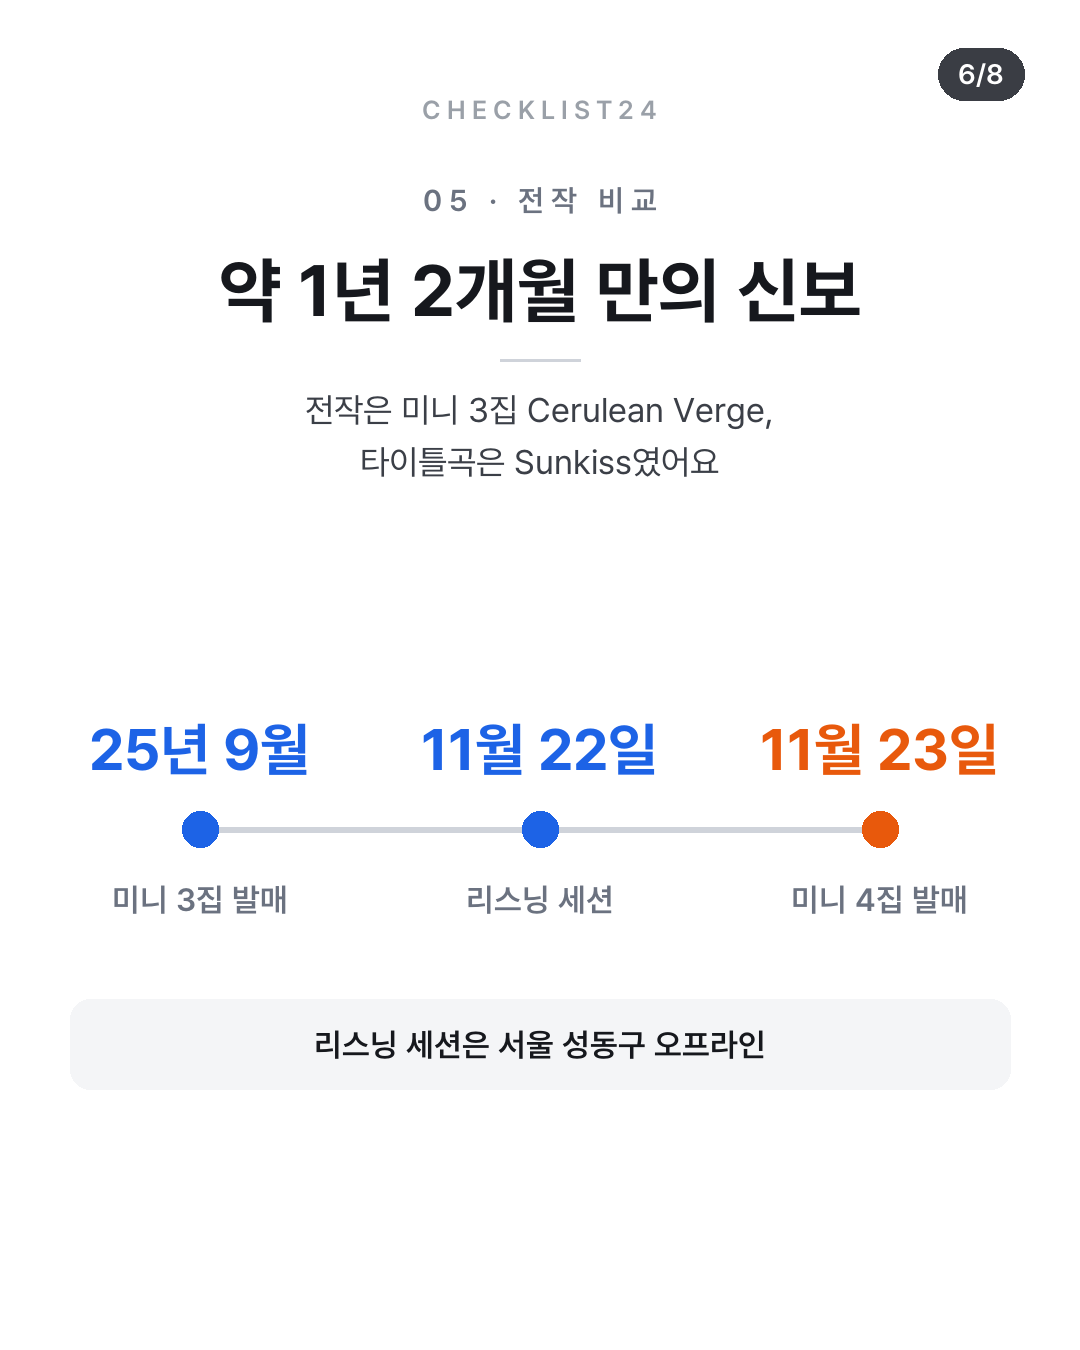 6/8
CHECKLIST24
05 · 전작 비교
약 1년 2개월 만의 신보
전작은 미니 3집 Cerulean Verge,
타이틀곡은 Sunkiss였어요
25년 9월
11월 22일
11월 23일
미니 3집 발매
리스닝 세션
미니 4집 발매
리스닝 세션은 서울 성동구 오프라인